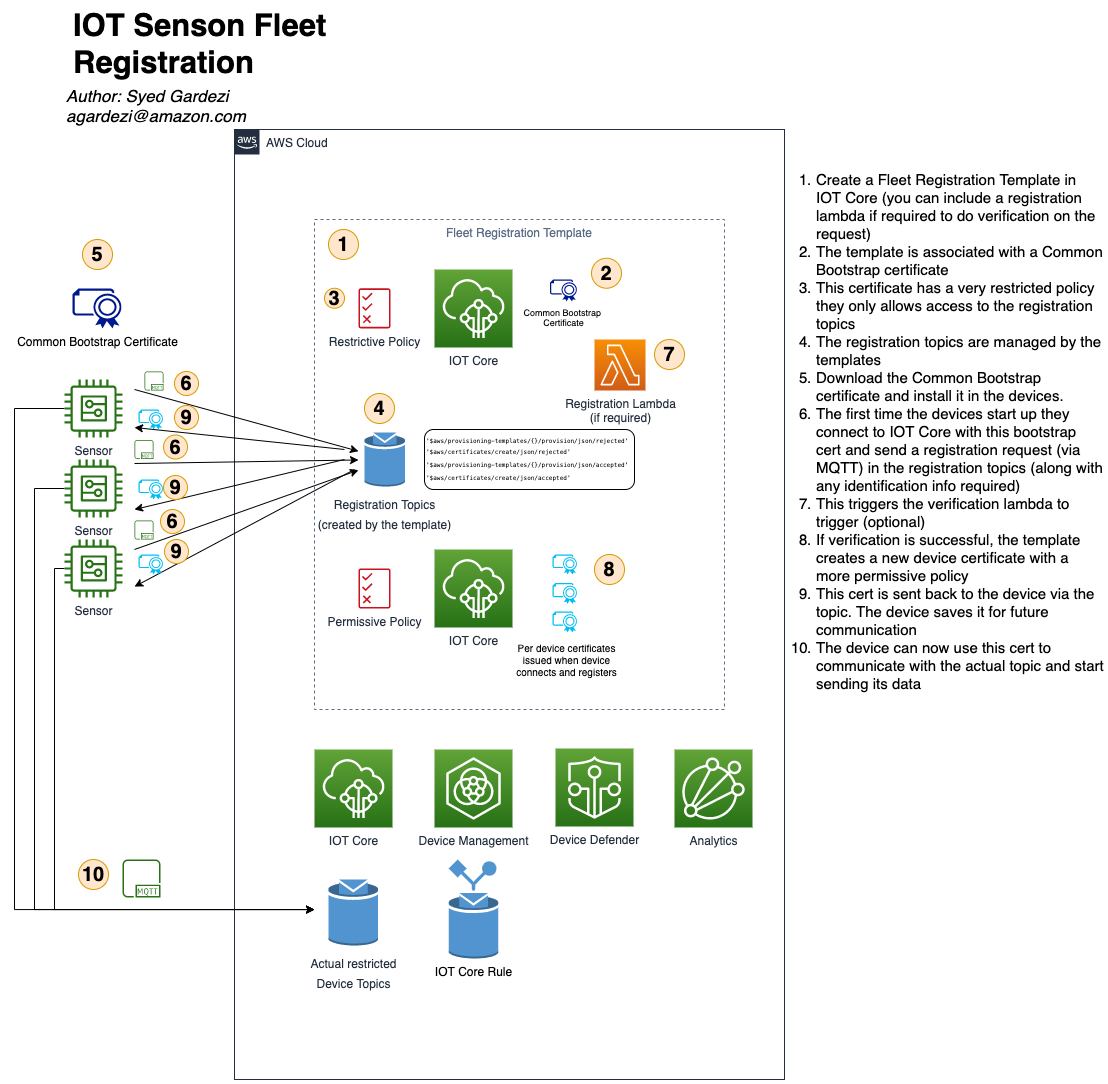 IOT Senson Fleet
Registration
Author: Syed Gardezi
agardezi@amazon.com
aws
AWS Cloud
Fleet Registration Template
1
2
3
Restrictive Policy
IOT Core
Common Bootstrap
Certificate
7
Registration Lambda
(if required)
4
'$aws/provisioning-templates/{}/provision/json/rejected'
'$aws/certificates/create/json/rejected'
'$aws/provisioning-templates/{}/provision/json/accepted'
'$aws/certificates/create/json/accepted'
Registration Topics
(created by the template)
Permissive Policy
IOT Core
8
Per device certificates
issued when device
connects and registers
5
Common Bootstrap Certificate
MQTT
6
9
Sensor
MQTT
6
9
Sensor
MQTT
6
9
Sensor
IOT Core
Device Management
Device Defender
Analytics
10
MQTT
Actual restricted
Device Topics
IOT Core Rule
1. Create a Fleet Registration Template in
IOT Core (you can include a registration
lambda if required to do verification on the
request)
2. The template is associated with a Common
Bootstrap certificate
3. This certificate has a very restricted policy
they only allows access to the registration
topics
4. The registration topics are managed by the
templates
5. Download the Common Bootstrap
certificate and install it in the devices.
6. The first time the devices start up they
connect to IOT Core with this bootstrap
cert and send a registration request (via
MQTT) in the registration topics (along with
any identification info required)
7. This triggers the verification lambda to
trigger (optional)
8. If verification is successful, the template
creates a new device certificate with a
more permissive policy
9. This cert is sent back to the device via the
topic. The device saves it for future
communication
10. The device can now use this cert to
communicate with the actual topic and start
sending its data